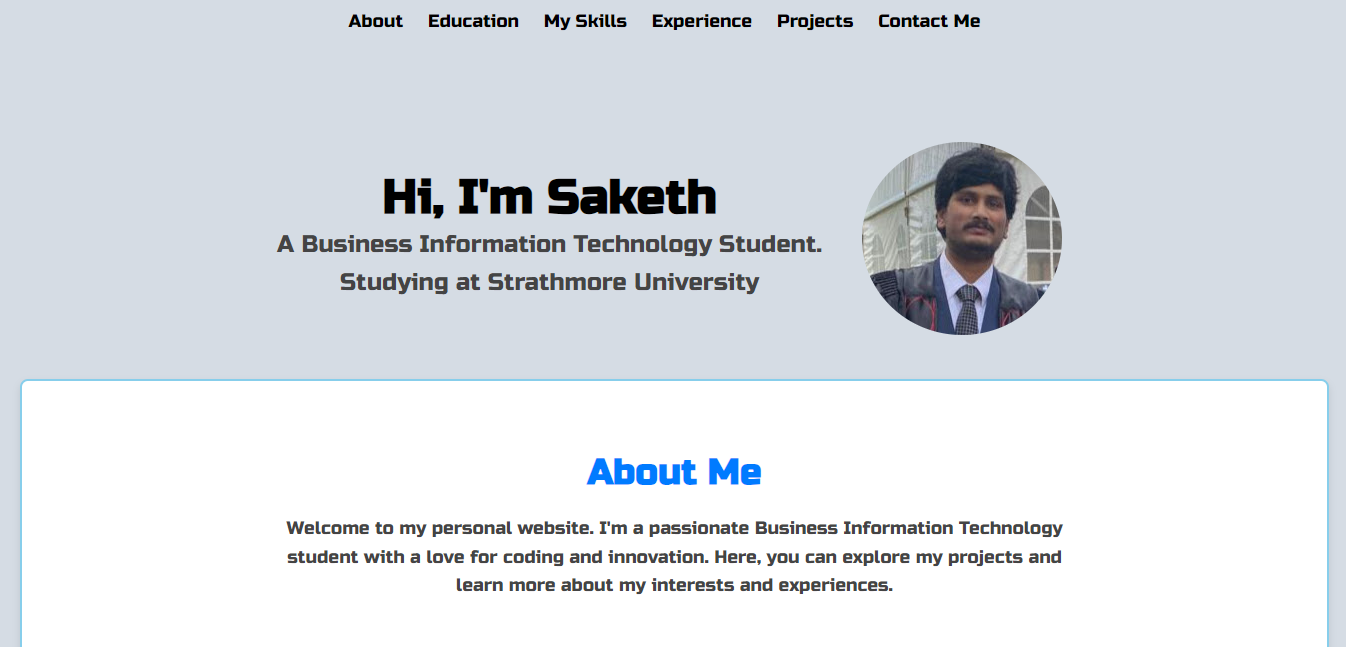 About Education My Skills Experience Projects Contact Me
Hi, I'm Saketh
A Business Information Technology Student.
Studying at Strathmore University
About Me
Welcome to my personal website. I'm a passionate Business Information Technology
student with a love for coding and innovation. Here, you can explore my projects and
learn more about my interests and experiences.